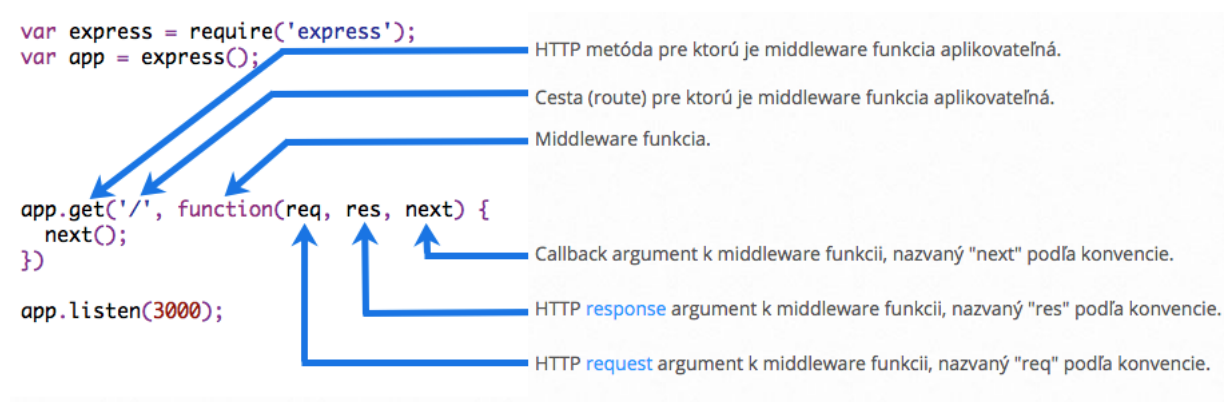 var express = require('express');
var app = express();
HTTP metóda pre ktorú je middleware funkcia aplikovateľná.
Cesta (route) pre ktorú je middleware funkcia aplikovateľná.
Middleware funkcia.
app.get('/', function(req, res, next) {
next();
})
app.listen(3000);
Callback argument k middleware funkcii, nazvaný "next" podľa konvencie.
HTTP response argument k middleware funkcii, nazvaný "res" podľa konvencie.
HTTP request argument k middleware funkcii, nazvaný "req" podľa konvencie.